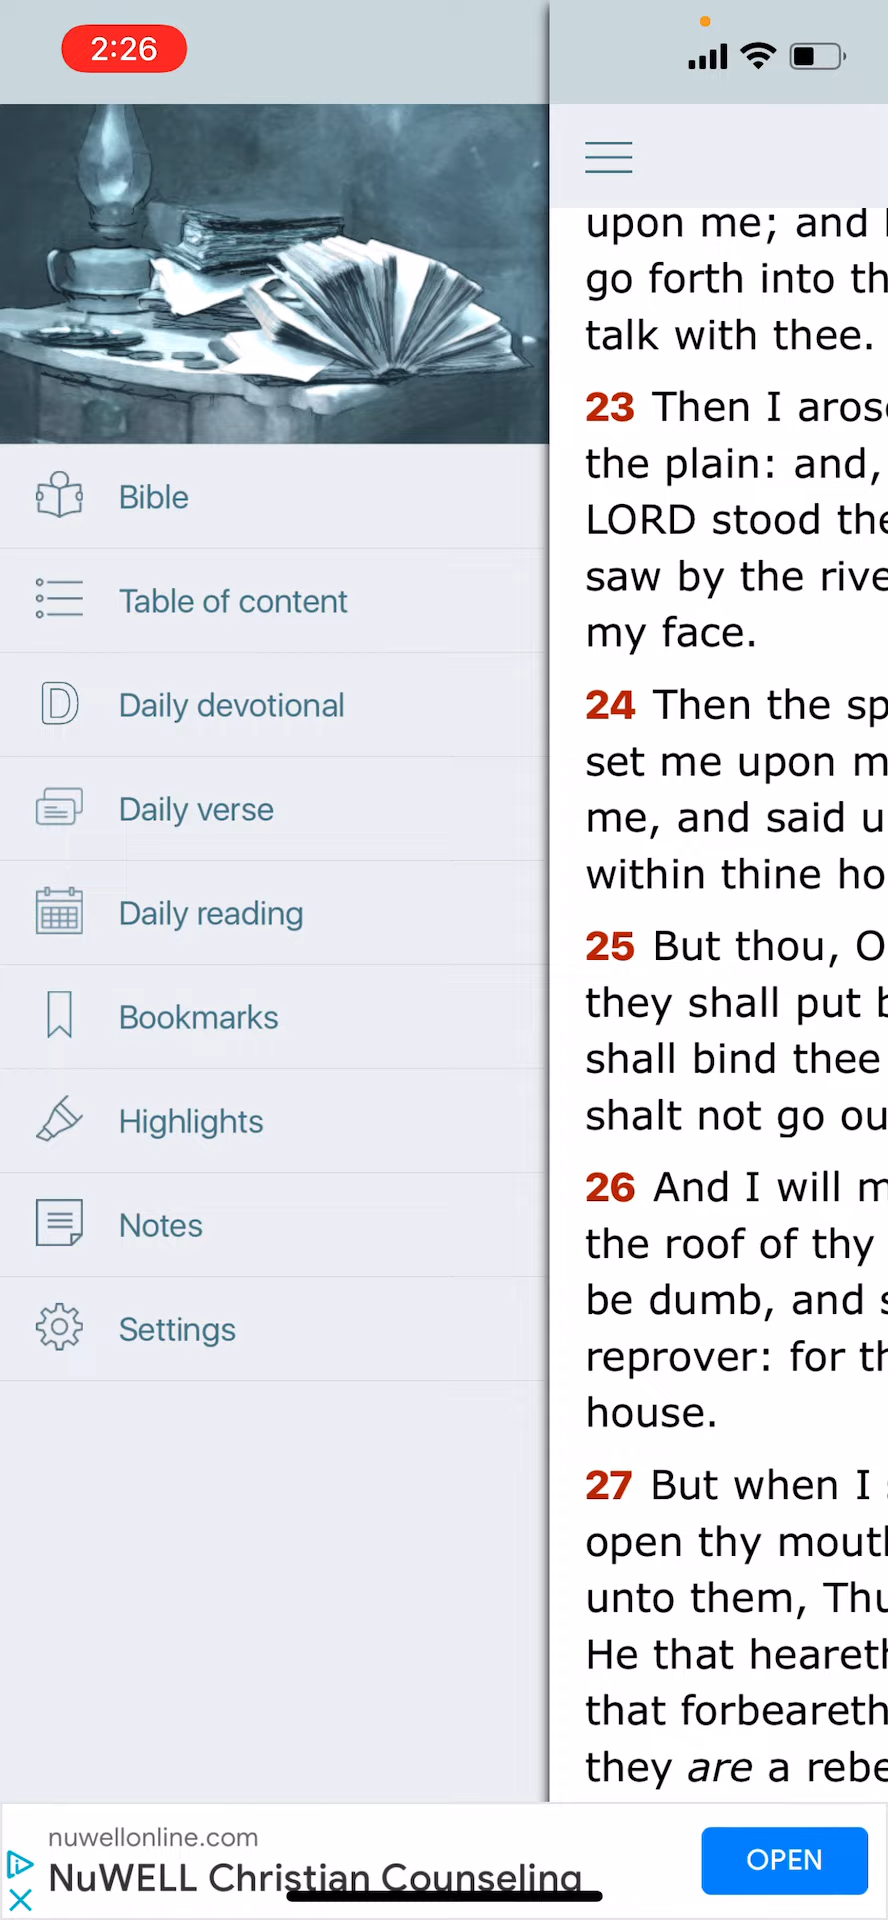 2:26
Bible
Table of content
Daily devotional
Daily verse
Daily reading
Bookmarks
Highlights
Notes
Settings
upon me; and
go forth into th
talk with thee.
23 Then I aros
the plain: and,
LORD stood the
saw by the rive
my face.
24 Then the sp
set me upon m
me, and said u
within thine ho
25 But thou, O
they shall put b
shall bind thee
shalt not go ou
26 And I will m
the roof of thy
be dumb, and s
reprover: for th
house.
27 But when I s
open thy mouth
unto them, Thu
He that heareth
that forbeareth
they are a rebe
nuwellonline.com
NuWELL Christian Counseling
OPEN